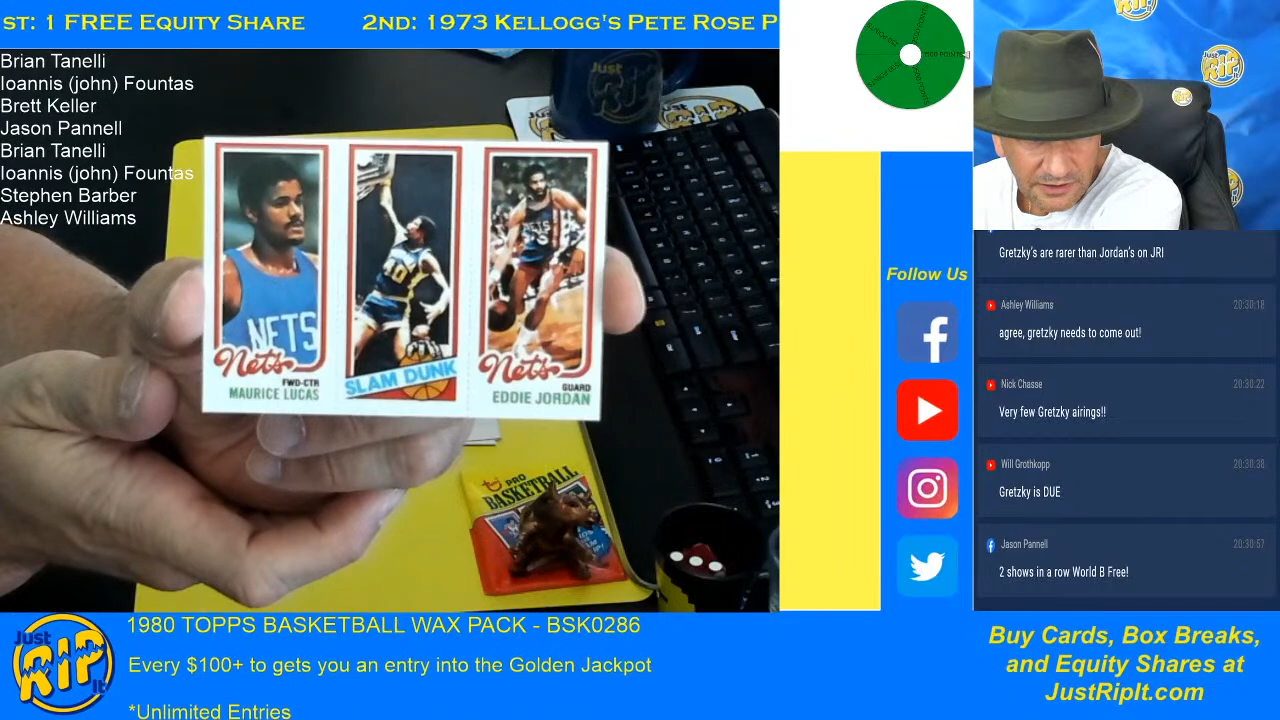 ST: 1 FREE EQUITY SHARE 2ND: 1973 KELLOGG'S PETE ROSE P
Brian Tanelli
Ioannis (john) Fountas
Brett Keller
Jason Pannell
Brian Tanelli
Ioannis (john) Fountas
Stephen Barber
Ashley Williams
Just
RIP
NETS
Nets
FWD-CTR
MAURICE LUCAS
40
SLAM DUNK
NETS
Nets
GUARD
EDDIE JORDAN
PRO
BASKETBALL
Follow Us
Gretzky's are rarer than Jordan's on JRI
Ashley Williams 20:30:18
agree, gretzky needs to come out!
Nick Chasse 20:30:22
Very few Gretzky airings!!
Will Grothkopp 20:30:38
Gretzky is DUE
Jason Pannell 20:30:57
2 shows in a row World B Free!
Just
RIP
It
1980 TOPPS BASKETBALL WAX PACK - BSK0286
Every $100+ to gets you an entry into the Golden Jackpot
*Unlimited Entries
Buy Cards, Box Breaks,
and Equity Shares at
JustRipIt.com